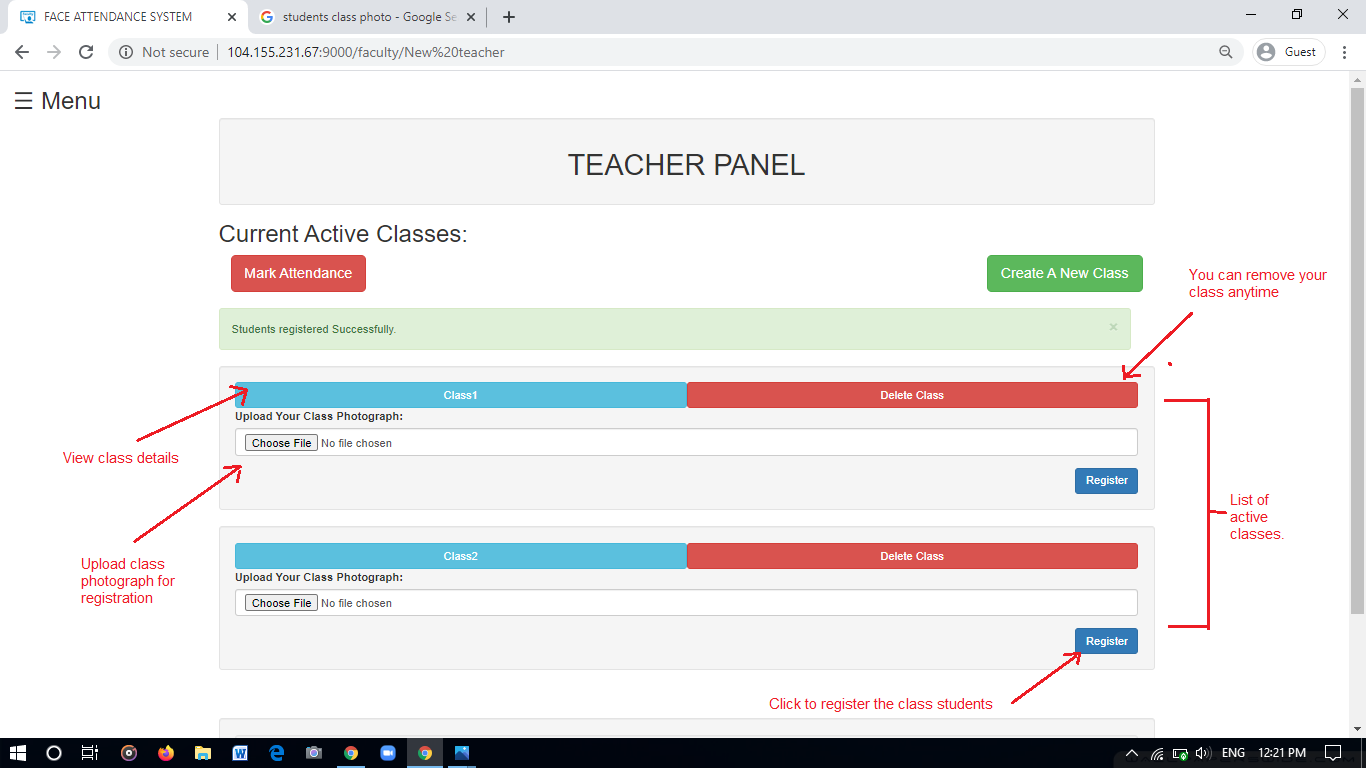 FACE ATTENDANCE SYSTEM
students class photo - Google Se
Not secure
104.155.231.67:9000/faculty/New%20teacher
Guest
☰ Menu
TEACHER PANEL
Current Active Classes:
Mark Attendance
Create A New Class
You can remove your
class anytime
Students registered Successfully.
×
Class1
Delete Class
Upload Your Class Photograph:
Choose File No file chosen
View class details
Register
List of
active
classes.
Class2
Delete Class
Upload class
photograph for
registration
Upload Your Class Photograph:
Choose File No file chosen
Register
Click to register the class students
ENG
12:21 PM